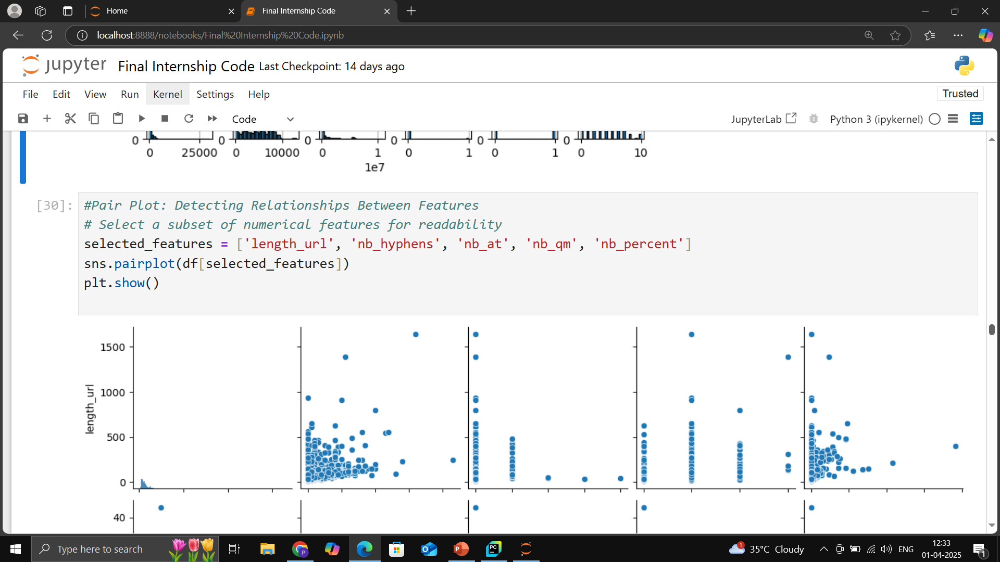 Home
Final Internship Code
localhost:8888/notebooks/Final%20Internship%20Code.ipynb
jupyter Final Internship Code Last Checkpoint: 14 days ago
File Edit View Run Kernel Settings Help
Trusted
Code
JupyterLab
Python 3 (ipykernel)
0 0 0 0 0 0
0 25000 0 10000 0 1 0 1 0 1 0 10
1e7
[30]:
#Pair Plot: Detecting Relationships Between Features
# Select a subset of numerical features for readability
selected_features = ['length_url', 'nb_hyphens', 'nb_at', 'nb_qm', 'nb_percent']
sns.pairplot(df[selected_features])
plt.show()
1500
1000
500
0
length_url
40
Type here to search
PC
P
P
1
35°C Cloudy
ENG
12:33
01-04-2025
1